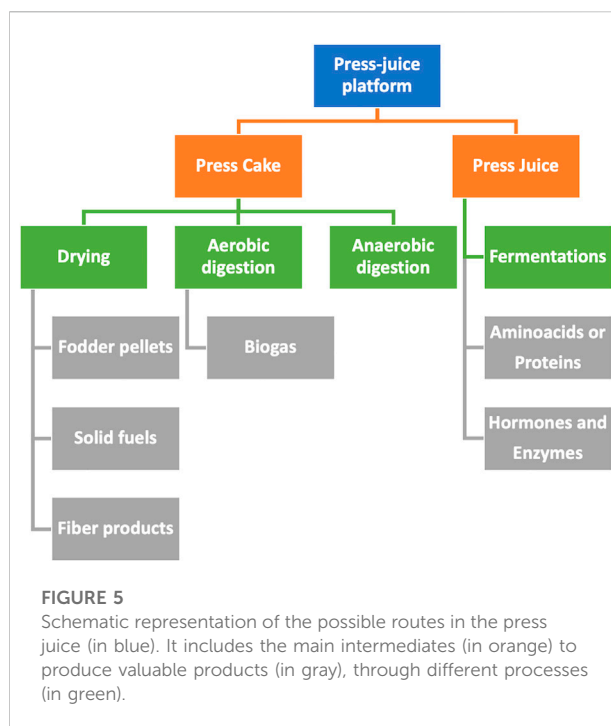 Press-juice
platform
Press Cake
Press Juice
Drying
Aerobic
digestion
Anaerobic
digestion
Fermentations
Fodder pellets
Biogas
Aminoacids or
Proteins
Solid fuels
Hormones and
Enzymes
Fiber products
FIGURE 5
Schematic representation of the possible routes in the press
juice (in blue). It includes the main intermediates (in orange) to
produce valuable products (in gray), through different processes
(in green).